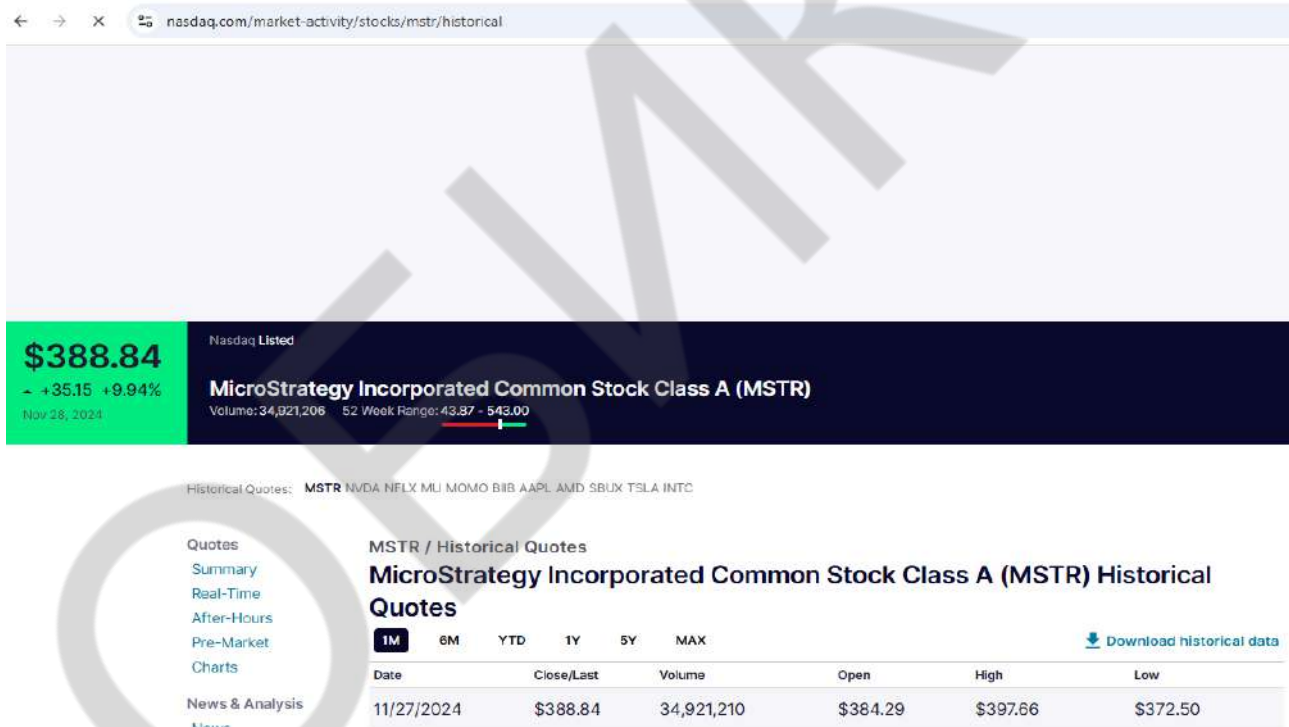 nasdaq.com/market-activity/stocks/mstr/historical
$388.84
+35.15 +9.94%
Nov 28, 2024
Nasdaq Listed
MicroStrategy Incorporated Common Stock Class A (MSTR)
Volume: 34,921,206 52 Week Range: 43.87 - 543.00
Historical Quotes: MSTR NVDA NFLX MU MOMO BIIB AAPL AMD SBUX TSLA INTC
Quotes
Summary
Real-Time
After-Hours
Pre-Market
Charts
News & Analysis
News
MSTR / Historical Quotes
MicroStrategy Incorporated Common Stock Class A (MSTR) Historical
Quotes
1M 6M YTD 1Y 5Y MAX
Download historical data
Date Close/Last Volume Open High Low
11/27/2024 $388.84 34,921,210 $384.29 $397.66 $372.50